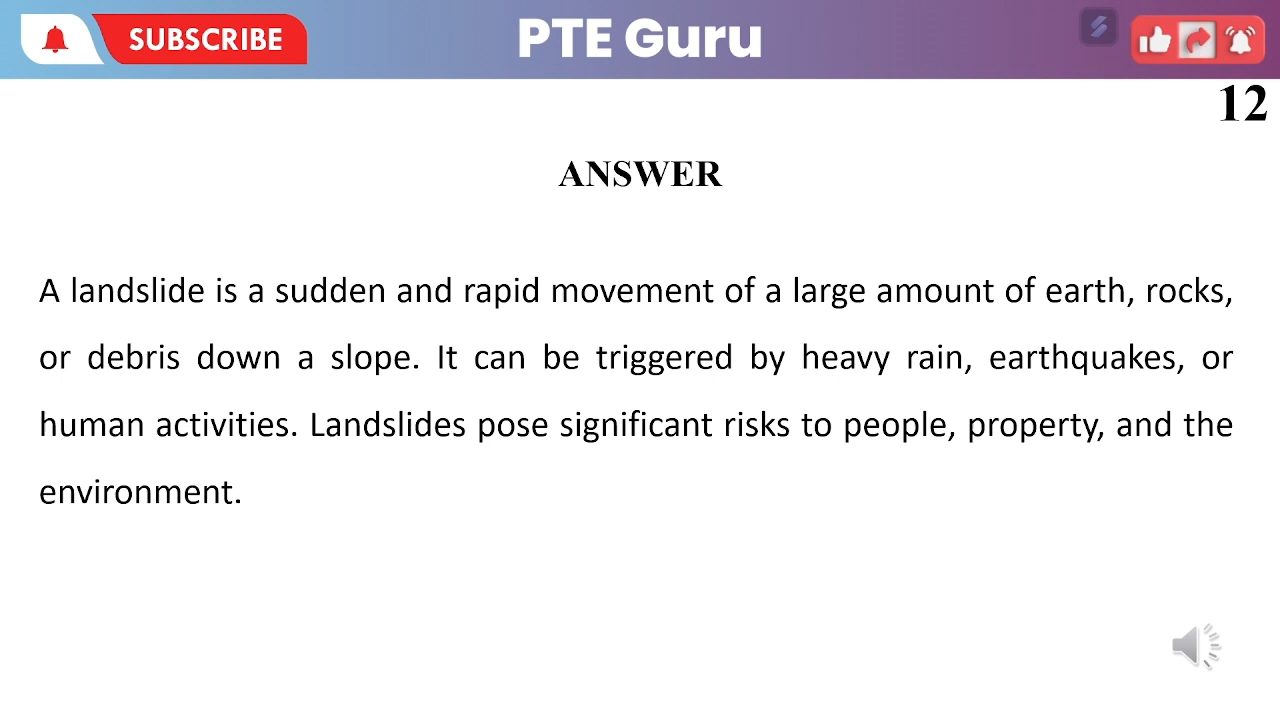 SUBSCRIBE
PTE Guru
12
ANSWER
A landslide is a sudden and rapid movement of a large amount of earth, rocks,
or debris down a slope. It can be triggered by heavy rain, earthquakes, or
human activities. Landslides pose significant risks to people, property, and the
environment.